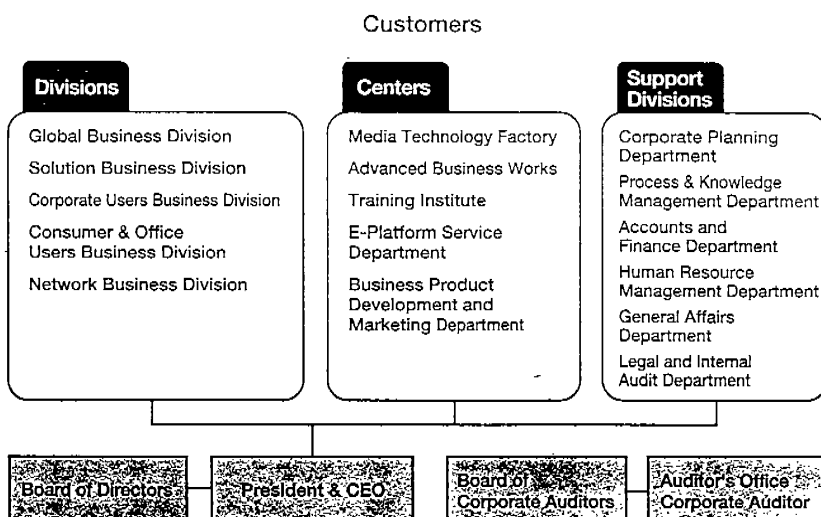 Customers
Divisions
Global Business Division
Solution Business Division
Corporate Users Business Division
Consumer & Office
Users Business Division
Network Business Division
Centers
Media Technology Factory
Advanced Business Works
Training Institute
E-Platform Service
Department
Business Product
Development and
Marketing Department
Support
Divisions
Corporate Planning
Department
Process & Knowledge
Management Department
Accounts and
Finance Department
Human Resource
Management Department
General Affairs
Department
Legal and Internal
Audit Department
Board of Directors
President & CEO
Board of
Corporate Auditors
Auditor's Office
Corporate Auditor